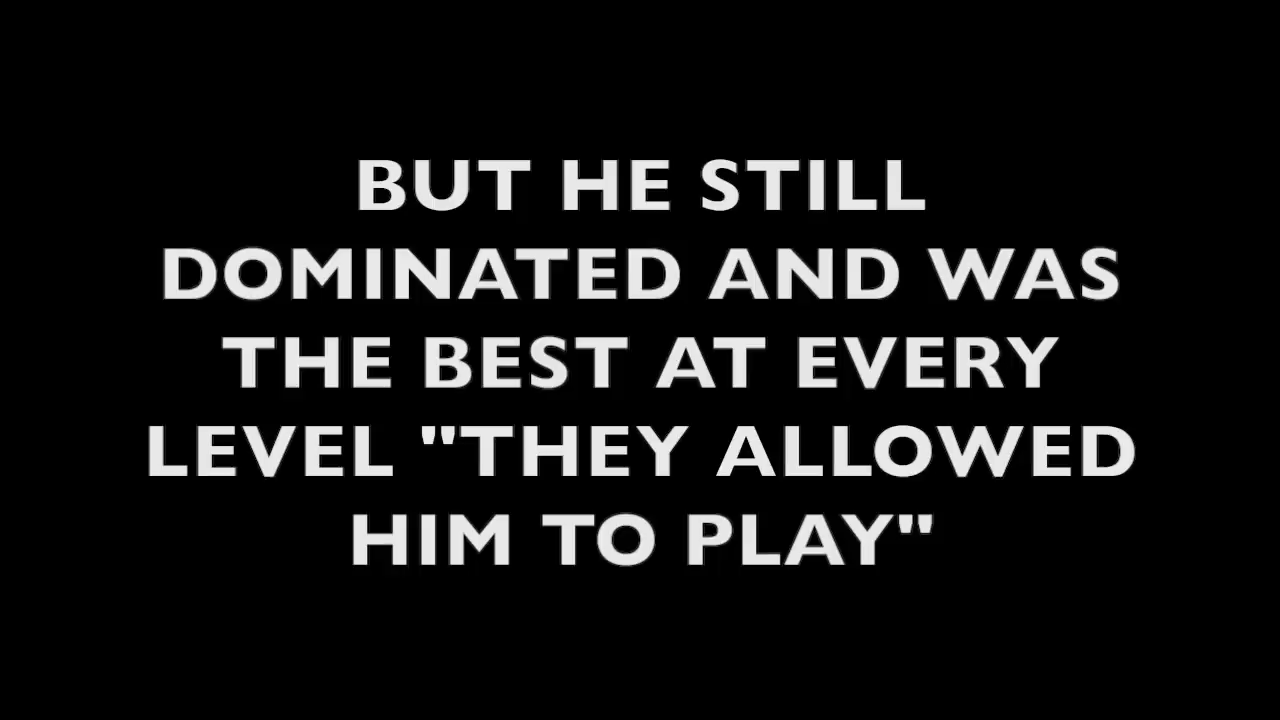 BUT HE STILL
DOMINATED AND WAS
THE BEST AT EVERY
LEVEL "THEY ALLOWED
HIM TO PLAY"